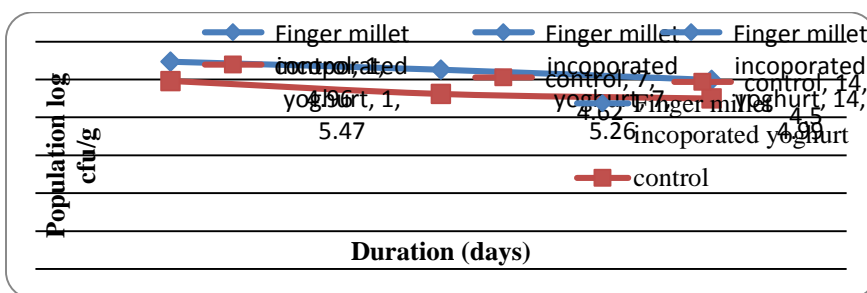 Population log
cfu/g
Finger millet
incoporated
yoghurt, 1,
5.47
control, 1,
4.96
Finger millet
incoporated
yoghurt, 7,
5.26
control, 7,
4.62
Finger millet
incoporated
yoghurt, 14,
4.99
control, 14,
4.5
Finger millet
incoporated yoghurt
control
Duration (days)